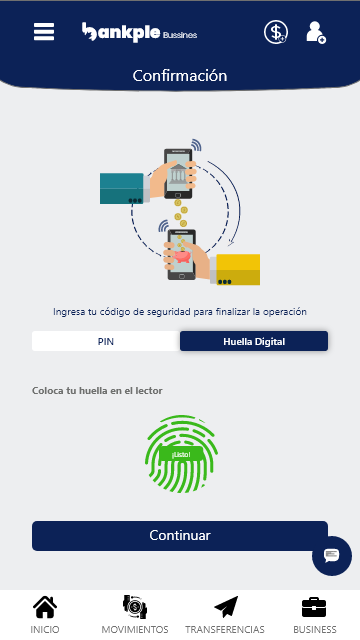 Bankple Bussines
Confirmación
Ingresa tu código de seguridad para finalizar la operación
PIN
Huella Digital
Coloca tu huella en el lector
¡Listo!
Continuar
INICIO
MOVIMIENTOS
TRANSFERENCIAS
BUSINESS